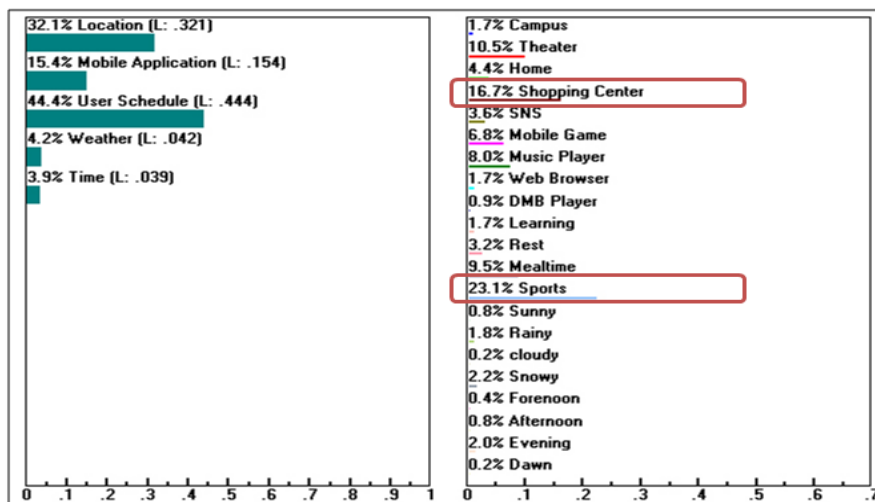 32.1% Location (L: .321)
15.4% Mobile Application (L: .154)
44.4% User Schedule (L: .444)
4.2% Weather (L: .042)
3.9% Time (L: .039)
0 .1 .2 .3 .4 .5 .6 .7 .8 .9 1
1.7% Campus
10.5% Theater
4.4% Home
16.7% Shopping Center
3.6% SNS
6.8% Mobile Game
8.0% Music Player
1.7% Web Browser
0.9% DMB Player
1.7% Learning
3.2% Rest
9.5% Mealtime
23.1% Sports
0.8% Sunny
1.8% Rainy
0.2% cloudy
2.2% Snowy
0.4% Forenoon
0.8% Afternoon
2.0% Evening
0.2% Dawn
0 .1 .2 .3 .4 .5 .6 .7